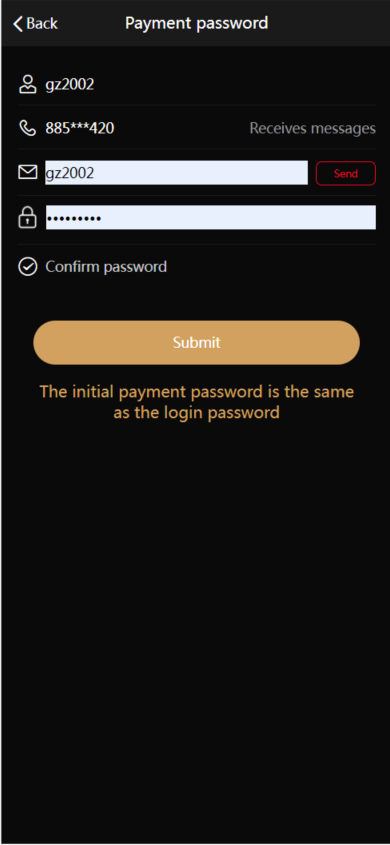 Back
Payment password
gz2002
885***420
Receives messages
gz2002
Send
•••••••••
Confirm password
Submit
The initial payment password is the same
as the login password